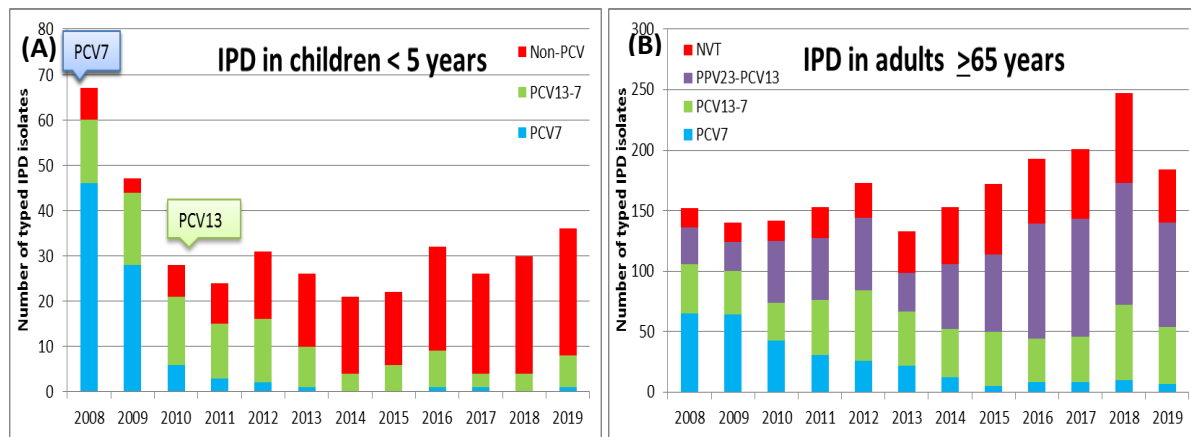 (A)
PCV7
IPD in children < 5 years
Non-PCV
PCV13-7
PCV7
PCV13
Number of typed IPD isolates
80
70
60
50
40
30
20
10
0
2008 2009 2010 2011 2012 2013 2014 2015 2016 2017 2018 2019
(B)
IPD in adults ≥65 years
NVT
PPV23-PCV13
PCV13-7
PCV7
Number of typed IPD isolates
300
250
200
150
100
50
0
2008 2009 2010 2011 2012 2013 2014 2015 2016 2017 2018 2019